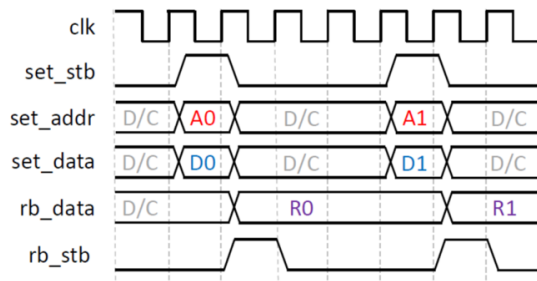 clk
set_stb
set_addr D/C A0 D/C A1 D/C
set_data D/C D0 D/C D1 D/C
rb_data D/C R0 R1
rb_stb